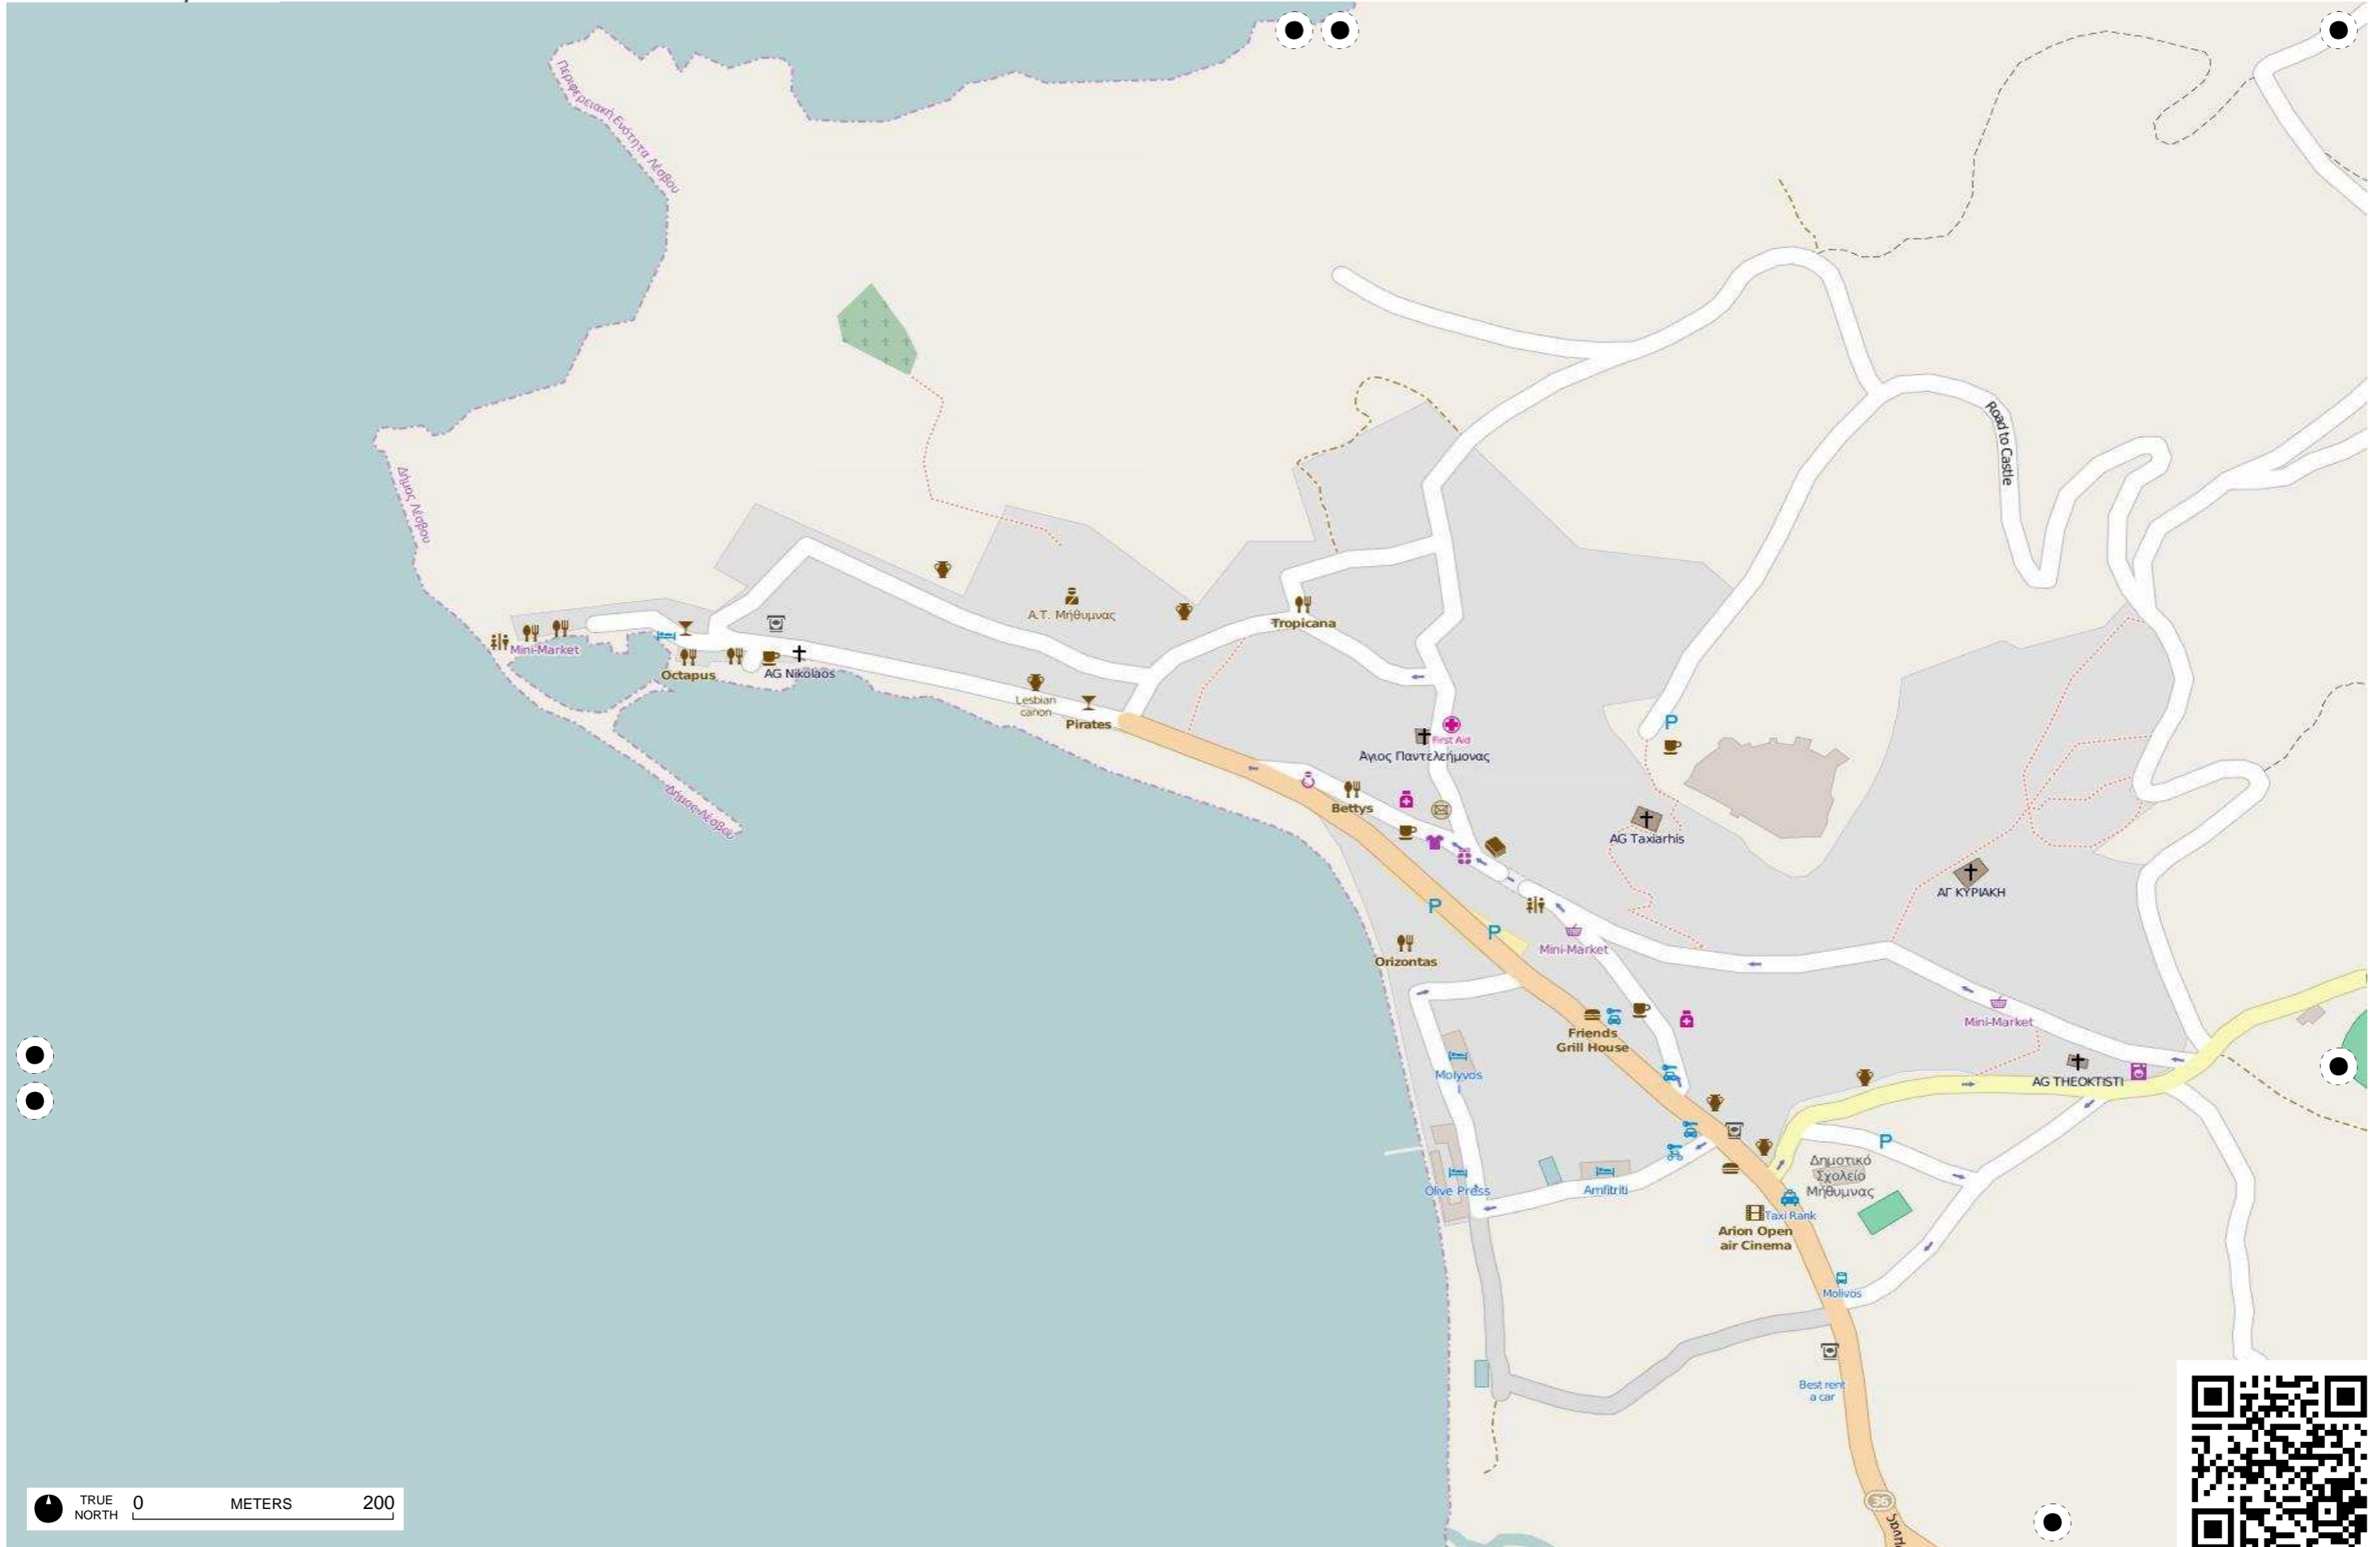 Περιφερειακή Ενότητα Λέσβου
Road to Castle
Δήμος Λέσβου
Α.Τ. Μήθυμνας
Tropicana
Mini-Market
Octapus
AG Nikolaos
Lesbian
canon
Pirates
P
First Aid
Άγιος Παντελεήμονας
Δήμος Λέσβου
Bettys
AG Taxiarhis
ΑΓ ΚΥΡΙΑΚΗ
P
P
Mini-Market
Orizontas
Mini-Market
Friends
Grill House
Molyvos
I
AG THEOKTISTI
P
Δημοτικό
Σχολείο
Μήθυμνας
Olive Press
Amfitriti
Taxi Rank
Arion Open
air Cinema
Molivos
Best rent
a car
36
TRUE
NORTH
0 METERS 200